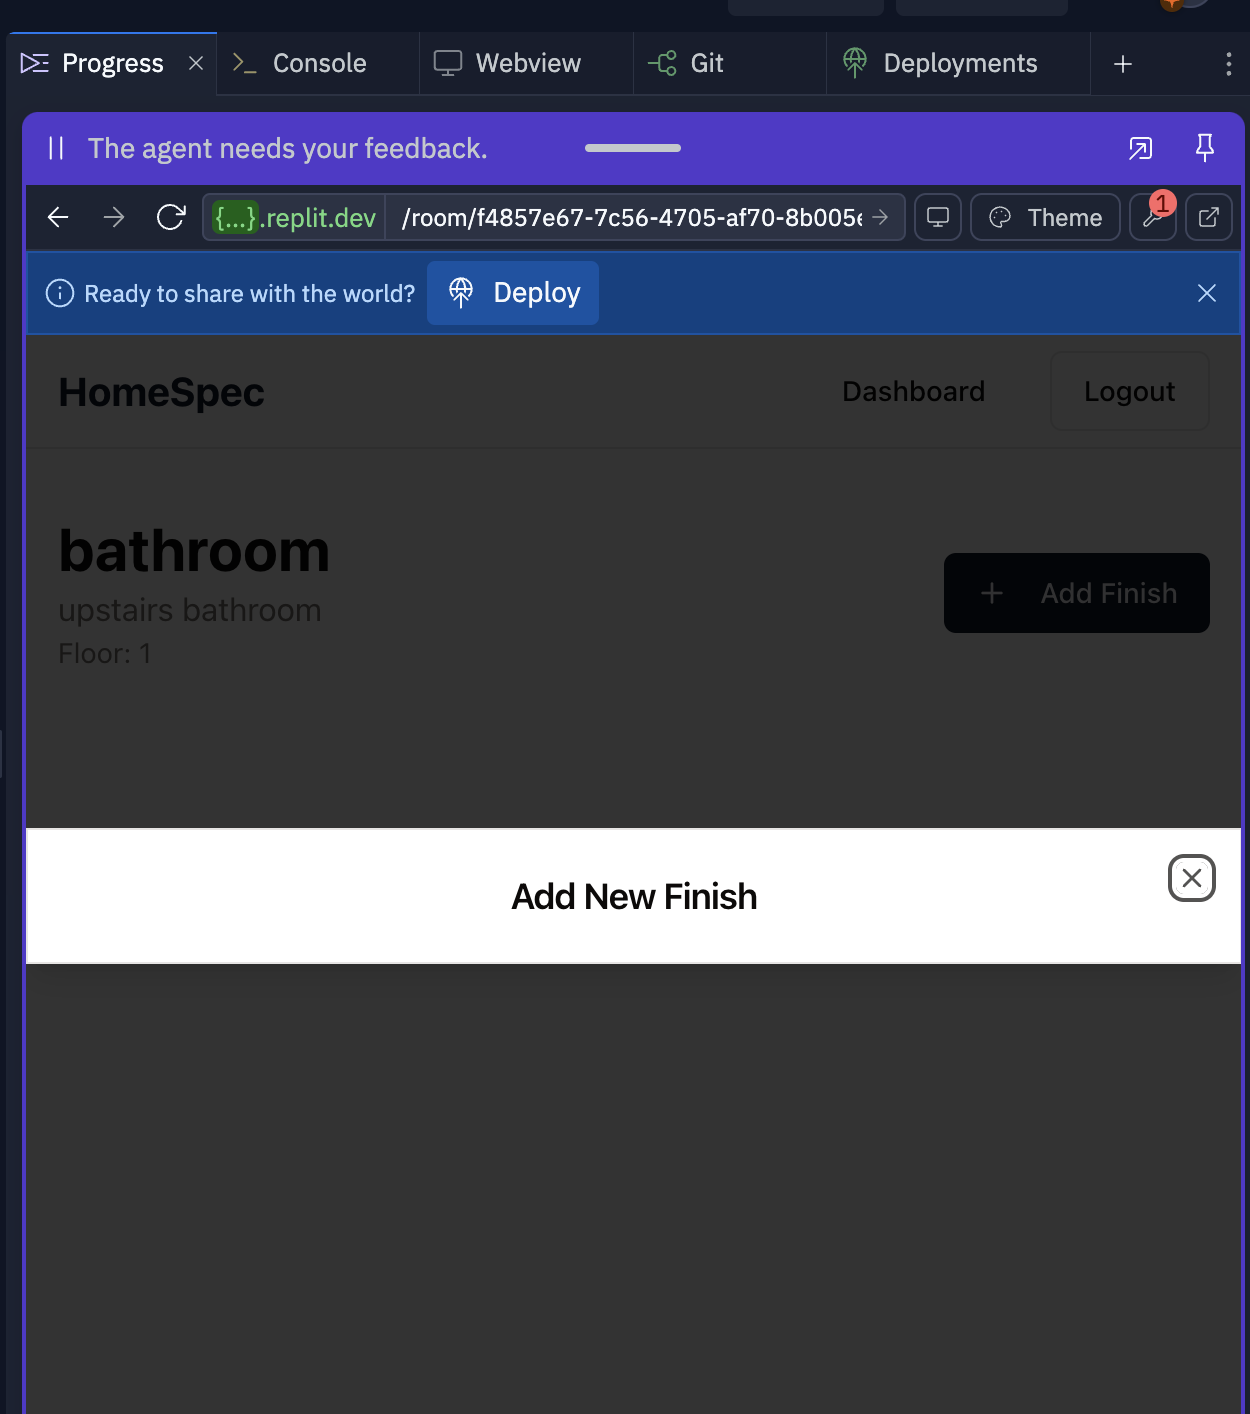 Progress
Console
Webview
Git
Deployments
The agent needs your feedback.
{...}.replit.dev
/room/f4857e67-7c56-4705-af70-8b005e
Theme
1
Ready to share with the world?
Deploy
HomeSpec
Dashboard
Logout
bathroom
upstairs bathroom
Floor: 1
Add Finish
Add New Finish